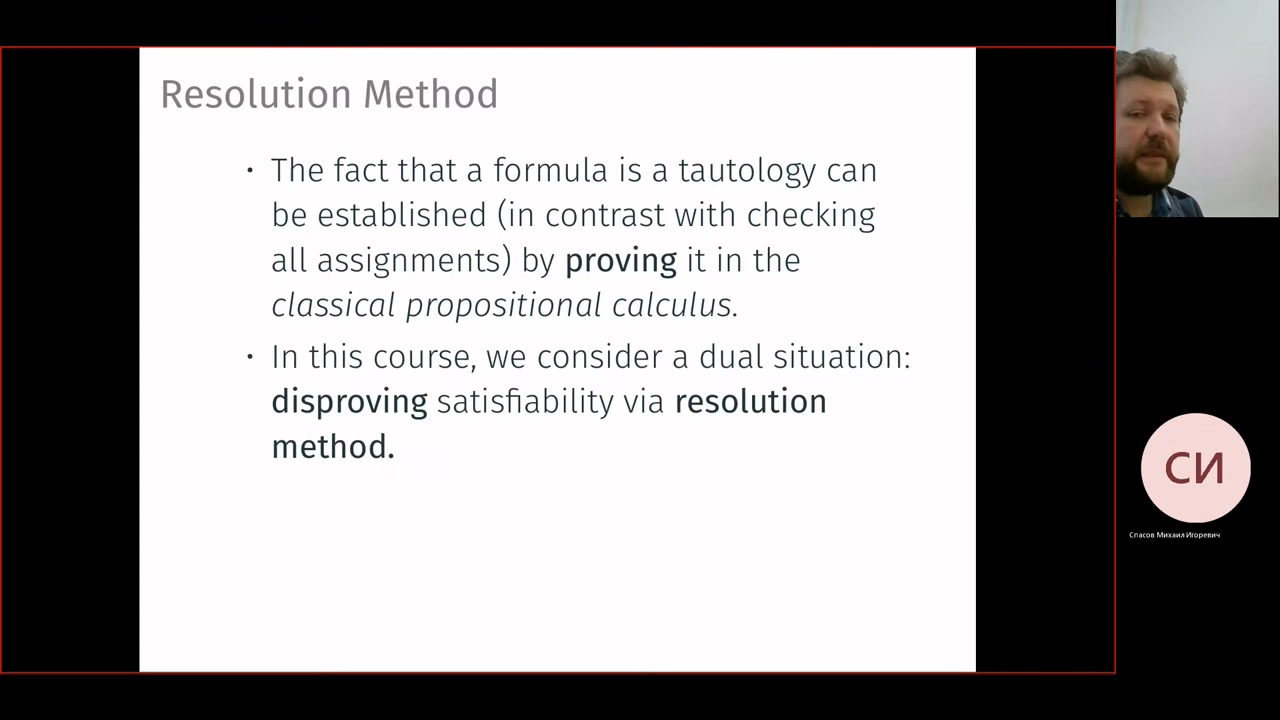 Resolution Method
• The fact that a formula is a tautology can
be established (in contrast with checking
all assignments) by proving it in the
classical propositional calculus.
• In this course, we consider a dual situation:
disproving satisfiability via resolution
method.
СИ
Спасов Михаил Игоревич